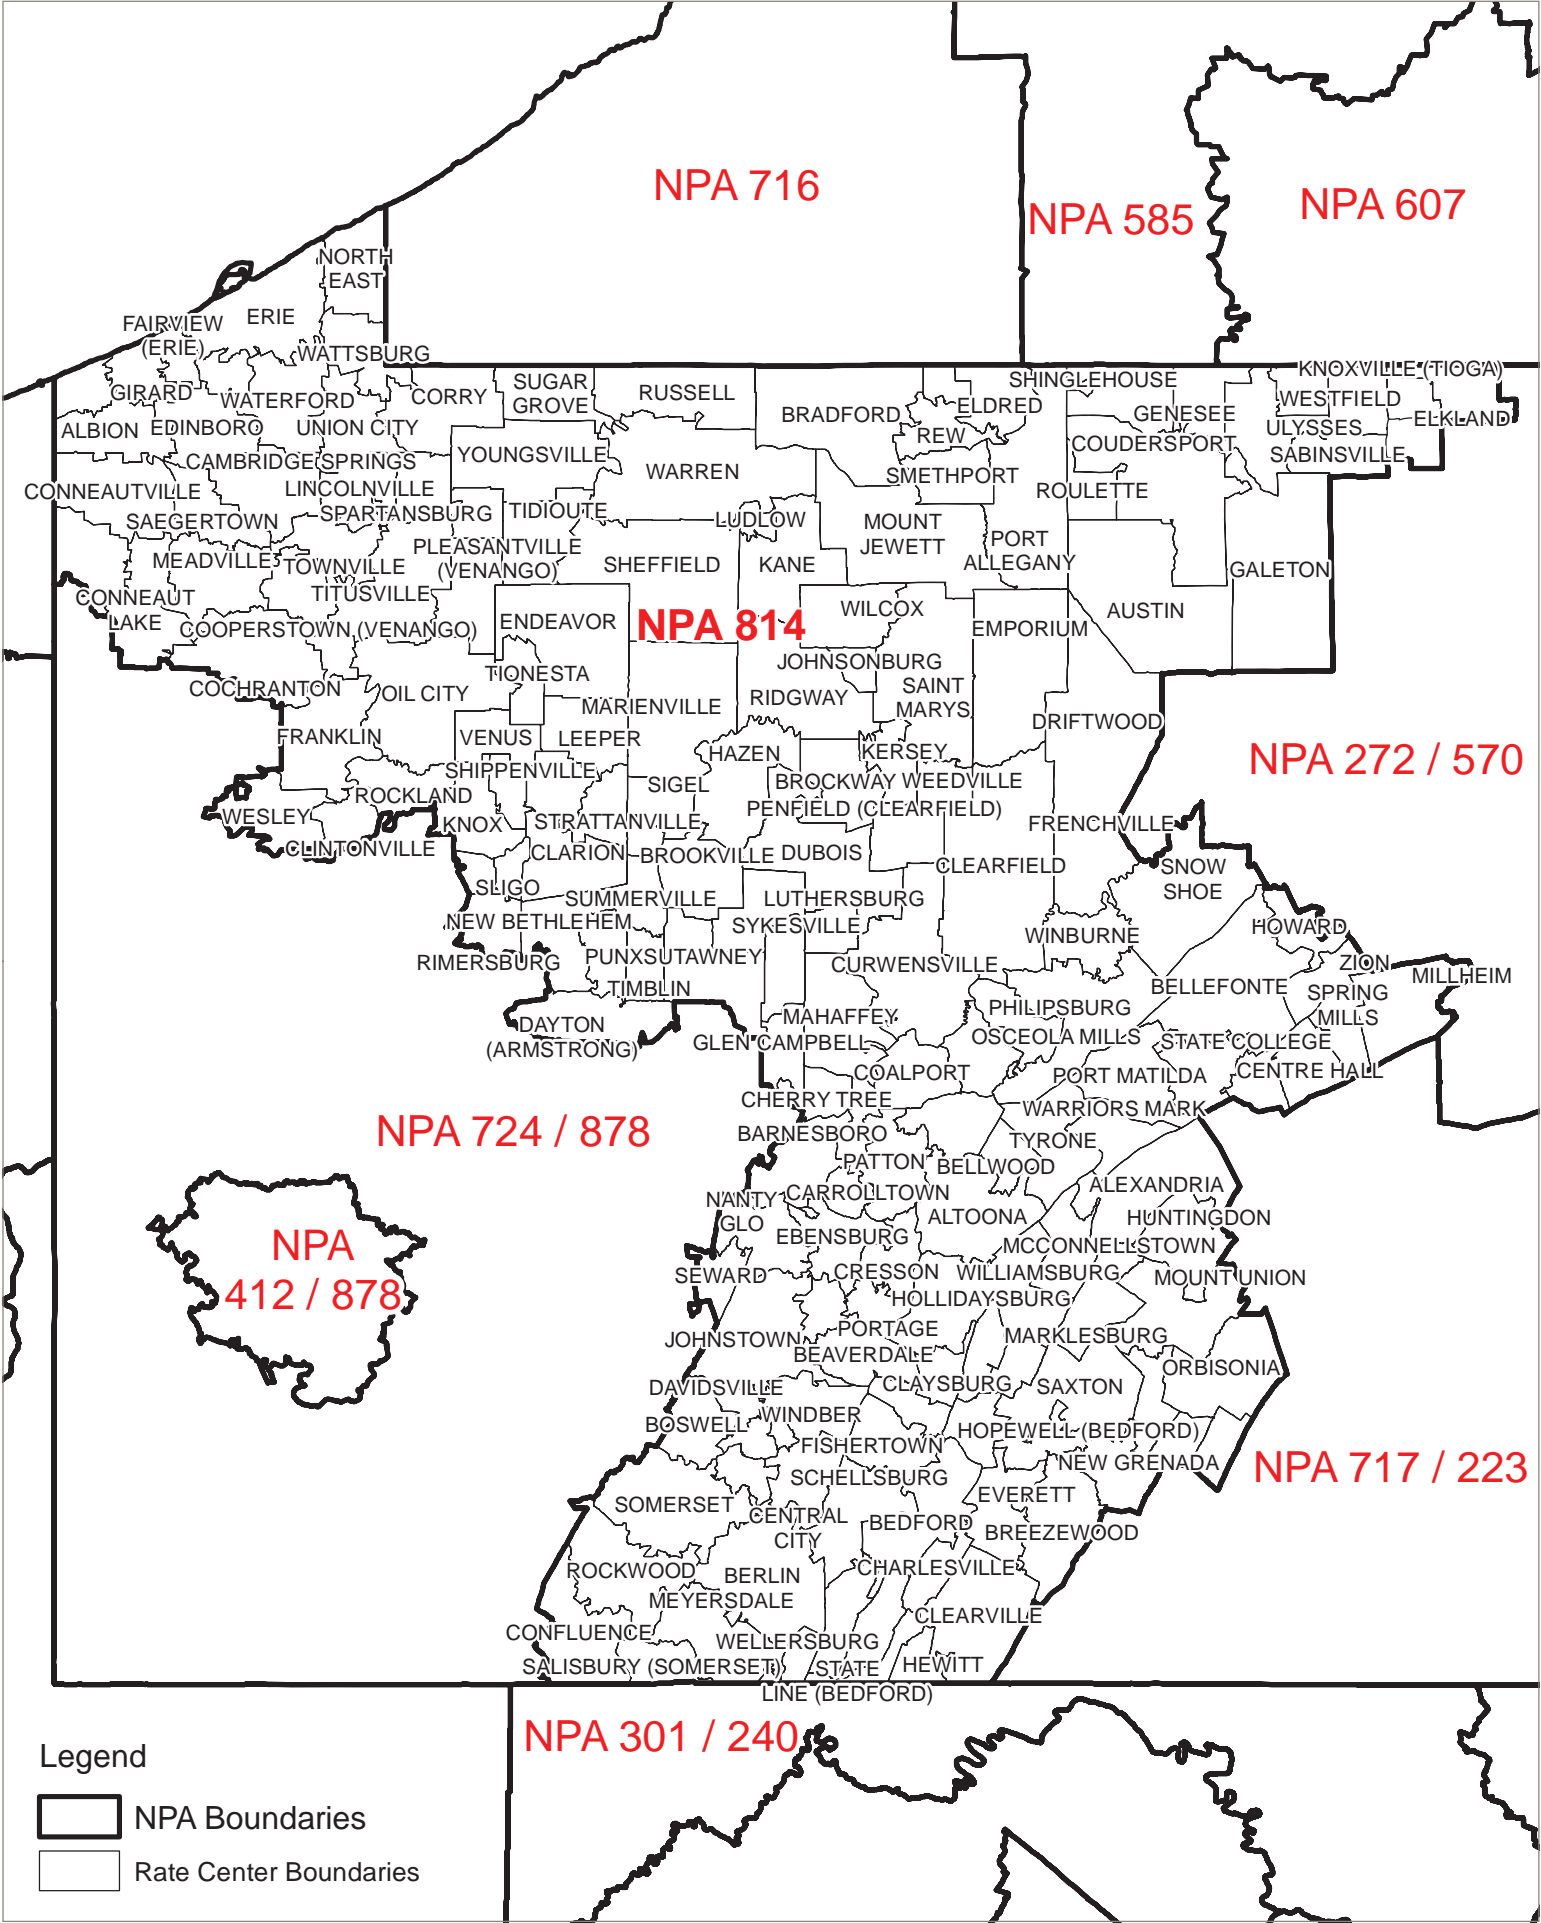 NPA 716
NPA 585
NPA 607
NORTH
EAST
FAIRVIEW
(ERIE)
ERIE
WATTSBURG
KNOXVILLE (TIOGA)
GIRARD
WATERFORD
CORRY
SUGAR
GROVE
RUSSELL
BRADFORD
ELDRED
SHINGLEHOUSE
GENESEE
WESTFIELD
ELKLAND
ALBION
EDINBORO
UNION CITY
REW
COUDERSPORT
ULYSSES
SABINSVILLE
YOUNGSVILLE
CAMBRIDGE SPRINGS
WARREN
SMETHPORT
CONNEAUTVILLE
LINCOLNVILLE
ROULETTE
SAEGERTOWN
SPARTANSBURG
TIDIOUTE
LUDLOW
MOUNT
JEWETT
PORT
ALLEGANY
MEADVILLE
TOWNVILLE
PLEASANTVILLE
(VENANGO)
SHEFFIELD
KANE
GALETON
TITUSVILLE
CONNEAUT
LAKE
COOPERSTOWN (VENANGO)
ENDEAVOR
NPA 814
WILCOX
EMPORIUM
AUSTIN
COCHRANTON
OIL CITY
TIONESTA
JOHNSONBURG
MARIENVILLE
RIDGWAY
SAINT
MARYS
DRIFTWOOD
FRANKLIN
VENUS
LEEPER
HAZEN
KERSEY
NPA 272 / 570
SHIPPENVILLE
SIGEL
BROCKWAY
WEEDVILLE
ROCKLAND
PENFIELD (CLEARFIELD)
WESLEY
KNOX
STRATTANVILLE
FRENCHVILLE
CLINTONVILLE
CLARION
BROOKVILLE
DUBOIS
CLEARFIELD
SNOW
SHOE
SLIGO
SUMMERVILLE
LUTHERSBURG
NEW BETHLEHEM
SYKESVILLE
WINBURNE
HOWARD
RIMERSBURG
PUNXSUTAWNEY
CURWENSVILLE
ZION
MILLHEIM
TIMBLIN
BELLEFONTE
SPRING
MILLS
DAYTON
(ARMSTRONG)
MAHAFFEY
PHILIPSBURG
GLEN CAMPBELL
OSCEOLA MILLS
STATE COLLEGE
COALPORT
PORT MATILDA
CENTRE HALL
CHERRY TREE
WARRIORS MARK
NPA 724 / 878
BARNESBORO
TYRONE
PATTON
BELLWOOD
ALEXANDRIA
NANTY
GLO
CARROLLTOWN
ALTOONA
HUNTINGDON
EBENSBURG
MCCONNELLSTOWN
NPA
412 / 878
SEWARD
CRESSON
WILLIAMSBURG
MOUNT UNION
HOLLIDAYSBURG
JOHNSTOWN
PORTAGE
MARKLESBURG
BEAVERDALE
ORBISONIA
DAVIDSVILLE
CLAYSBURG
SAXTON
BOSWELL
WINDBER
HOPEWELL (BEDFORD)
FISHERTOWN
NEW GRENADA
NPA 717 / 223
SCHELLSBURG
SOMERSET
EVERETT
CENTRAL
CITY
BEDFORD
BREEZEWOOD
ROCKWOOD
BERLIN
CHARLESVILLE
MEYERSDALE
CLEARVILLE
CONFLUENCE
WELLERSBURG
SALISBURY (SOMERSET)
STATE
LINE (BEDFORD)
HEWITT
NPA 301 / 240
Legend
NPA Boundaries
Rate Center Boundaries